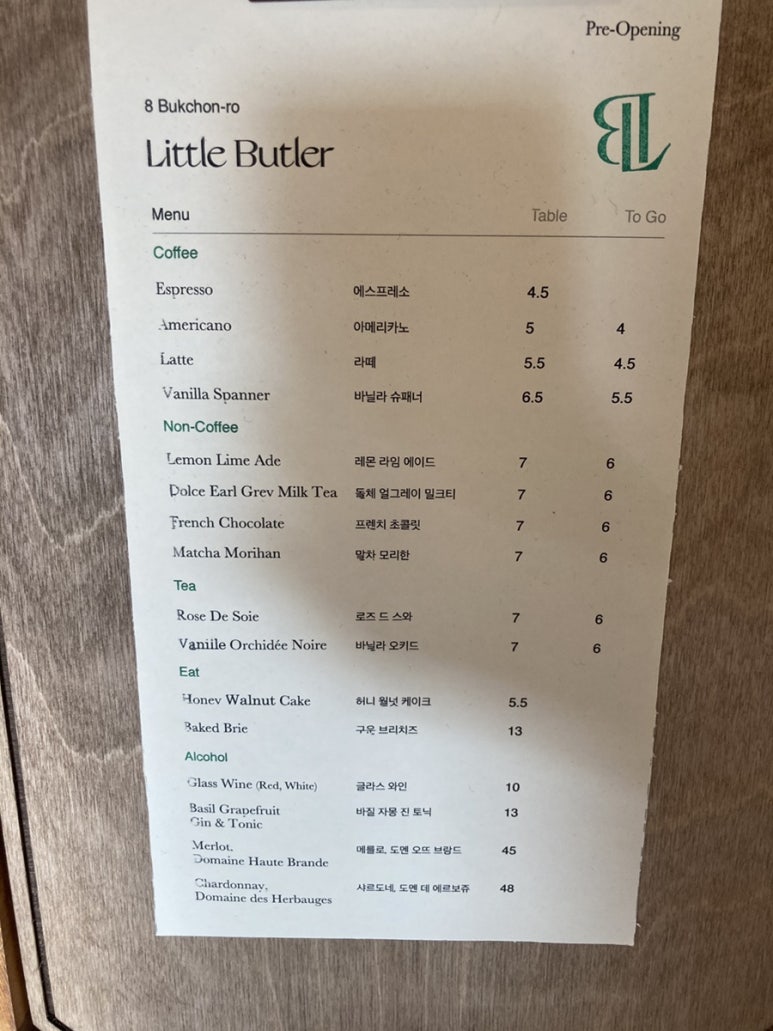 Pre-Opening
8 Bukchon-ro
Little Butler
BL
Menu Table To Go
Coffee
Espresso 에스프레소 4.5
Americano 아메리카노 5 4
Latte 라떼 5.5 4.5
Vanilla Spanner 바닐라 슈패너 6.5 5.5
Non-Coffee
Lemon Lime Ade 레몬 라임 에이드 7 6
Dolce Earl Grey Milk Tea 돌체 얼그레이 밀크티 7 6
French Chocolate 프렌치 초콜릿 7 6
Matcha Morihan 말차 모리한 7 6
Tea
Rose De Soie 로즈 드 스와 7 6
Vaniile Orchidée Noire 바닐라 오키드 7 6
Eat
Honey Walnut Cake 허니 월넛 케이크 5.5
Baked Brie 구운 브리치즈 13
Alcohol
Glass Wine (Red, White) 글라스 와인 10
Basil Grapefruit 바질 자몽 진 토닉 13
Gin & Tonic
Merlot, 메를로, 도멘 오뜨 브랑드 45
Domaine Haute Brande
Chardonnay, 샤르도네, 도멘 데 에르보쥬 48
Domaine des Herbauges